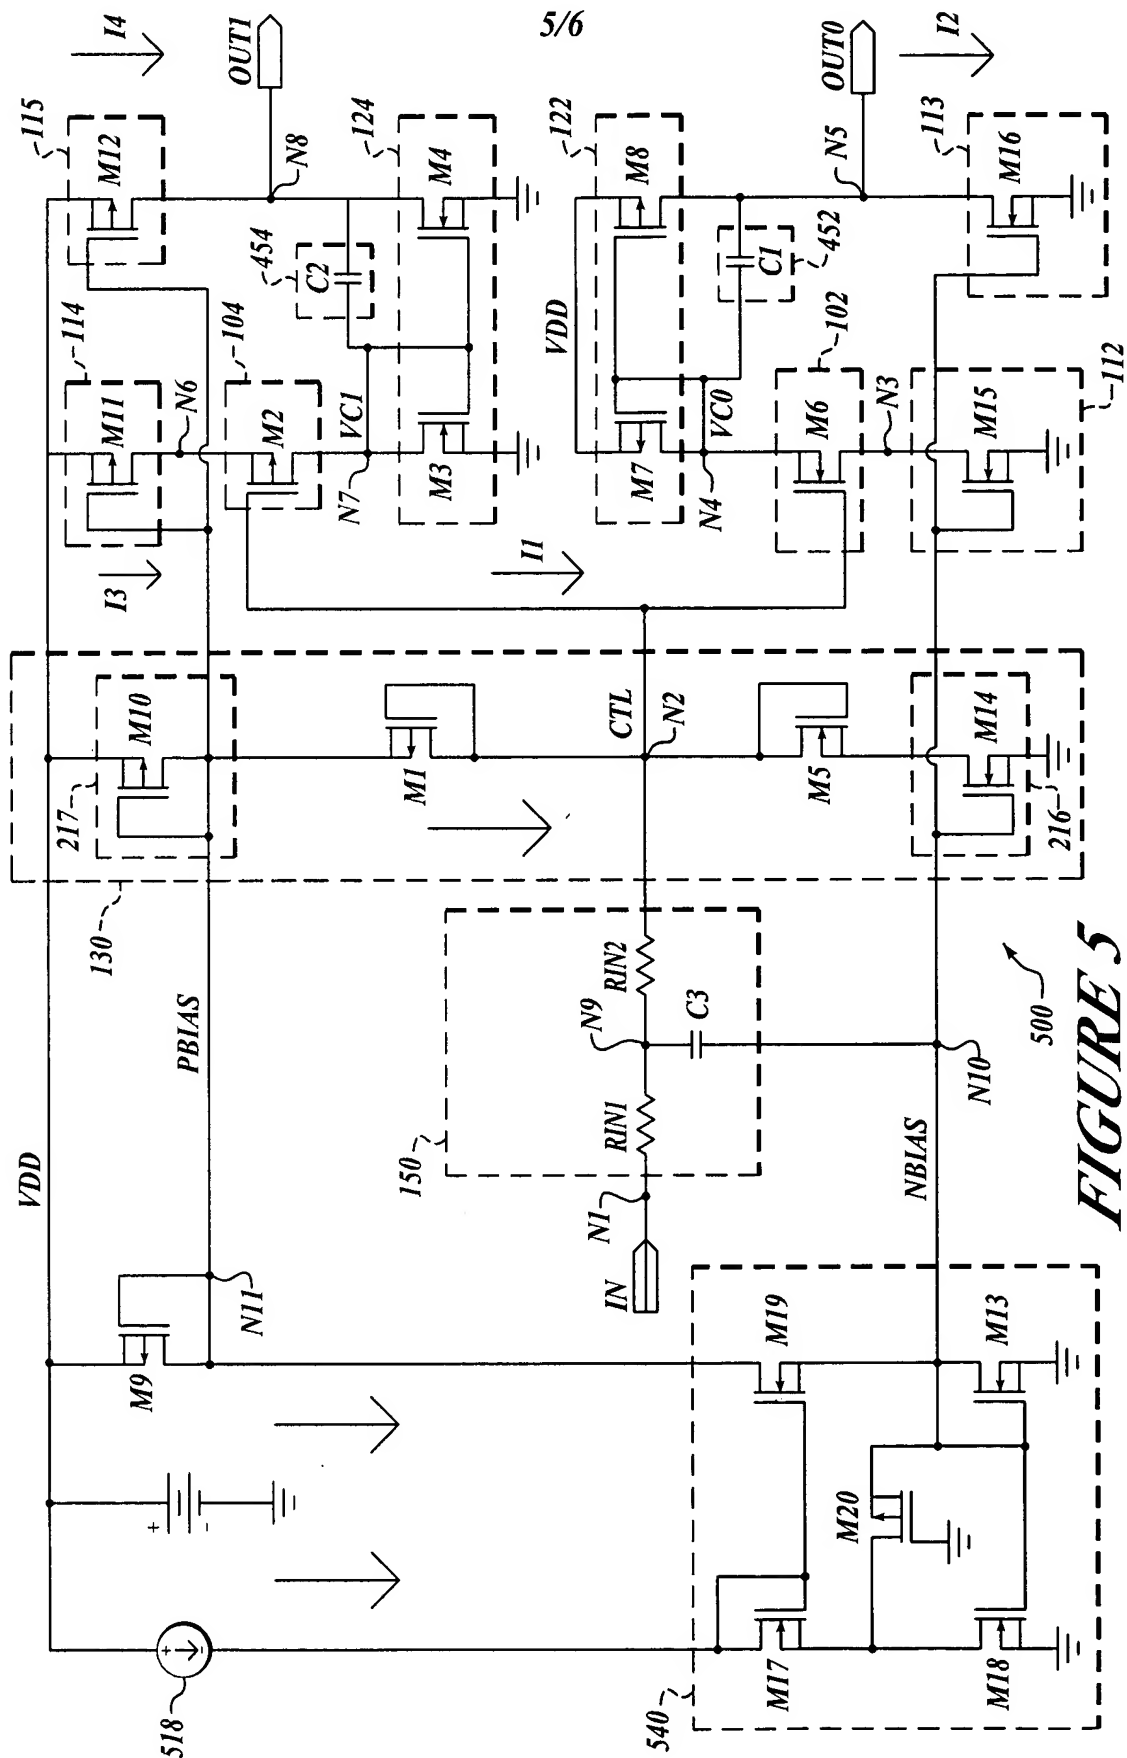 5/6
I4
OUT1
115
M12
N8
124
M4
122
M8
N5
OUT0
I2
113
M16
454
C2
C1
452
114
M11
N6
104
M2
VC1
N7
M3
VDD
M7
VC0
N4
102
M6
N3
M15
112
I3
I1
217
M10
M1
CTL
N2
M5
M14
216
130
PBIAS
RIN2
N9
C3
RIN1
150
N10
NBIAS
500
VDD
N1
IN
N11
M9
M19
M13
+
-
M20
+
-
518
M17
M18
540
FIGURE 5